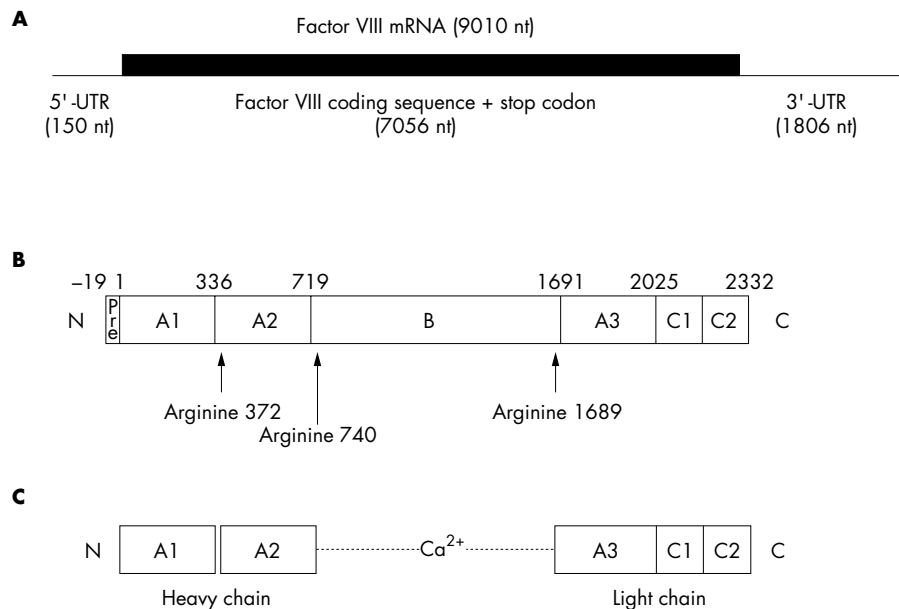 A
Factor VIII mRNA (9010 nt)
5'-UTR
(150 nt)
Factor VIII coding sequence + stop codon
(7056 nt)
3'-UTR
(1806 nt)
B
–19 1 336 719 1691 2025 2332
N Pre A1 A2 B A3 C1 C2 C
Arginine 372
Arginine 740
Arginine 1689
C
N A1 A2 Ca²⁺ A3 C1 C2 C
Heavy chain Light chain